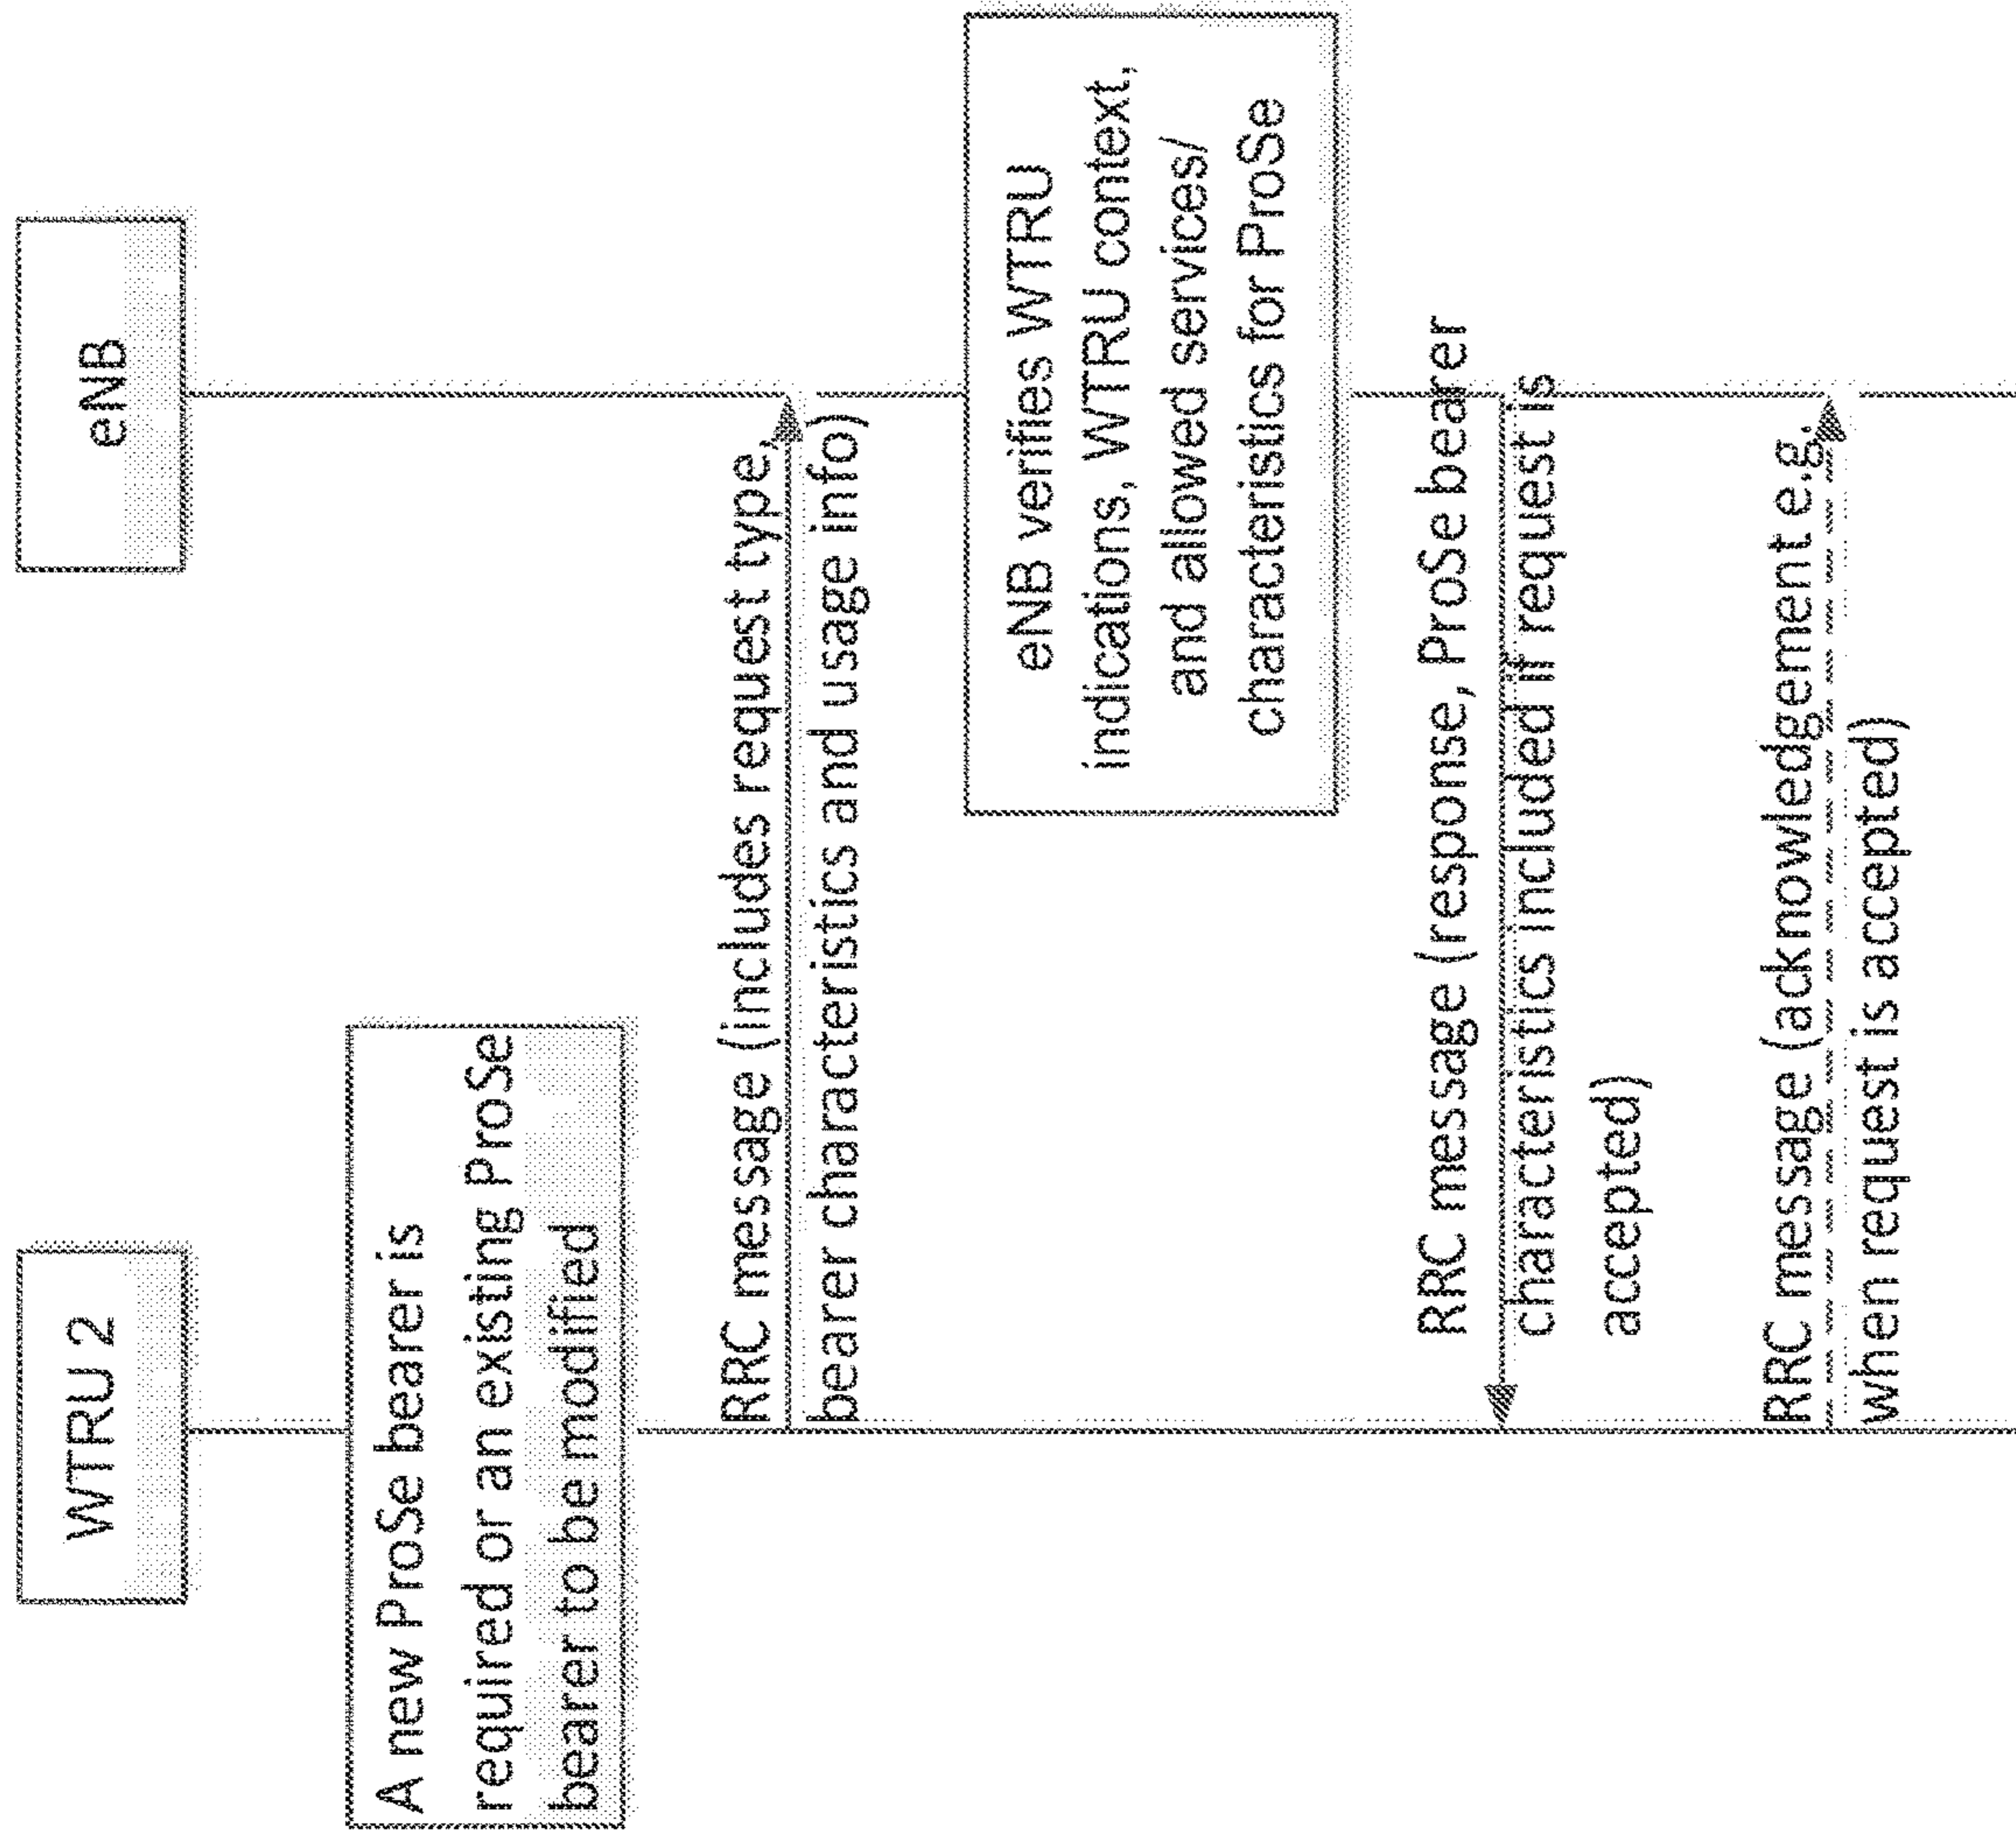 WTRU 2
eNB
A new ProSe bearer is
required or an existing ProSe
bearer to be modified
RRC message (includes request type,
bearer characteristics and usage info)
eNB verifies WTRU
indications, WTRU context,
and allowed services/
characteristics for ProSe
RRC message (response, ProSe bearer
characteristics included if request is
accepted)
RRC message (acknowledgement e.g.
when request is accepted)